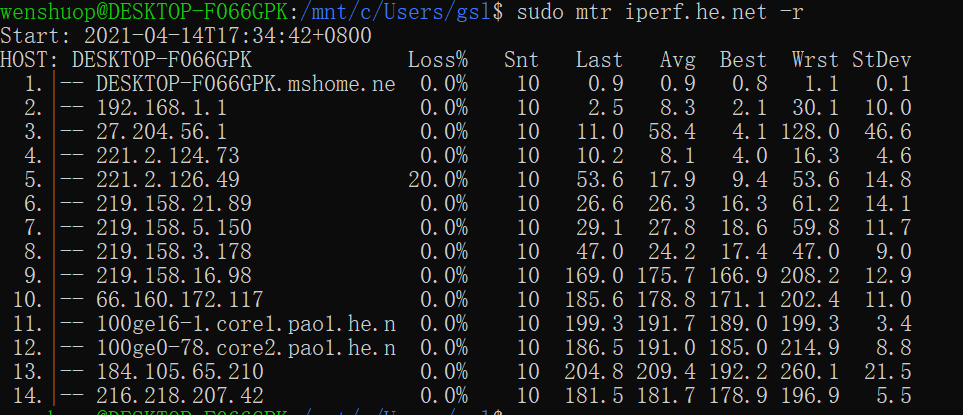 wenshuop@DESKTOP-F066GPK:/mnt/c/Users/gsl$ sudo mtr iperf.he.net -r
Start: 2021-04-14T17:34:42+0800
HOST: DESKTOP-F066GPK Loss% Snt Last Avg Best Wrst StDev
1.|-- DESKTOP-F066GPK.mshome.ne 0.0% 10 0.9 0.9 0.8 1.1 0.1
2.|-- 192.168.1.1 0.0% 10 2.5 8.3 2.1 30.1 10.0
3.|-- 27.204.56.1 0.0% 10 11.0 58.4 4.1 128.0 46.6
4.|-- 221.2.124.73 0.0% 10 10.2 8.1 4.0 16.3 4.6
5.|-- 221.2.126.49 20.0% 10 53.6 17.9 9.4 53.6 14.8
6.|-- 219.158.21.89 0.0% 10 26.6 26.3 16.3 61.2 14.1
7.|-- 219.158.5.150 0.0% 10 29.1 27.8 18.6 59.8 11.7
8.|-- 219.158.3.178 0.0% 10 47.0 24.2 17.4 47.0 9.0
9.|-- 219.158.16.98 0.0% 10 169.0 175.7 166.9 208.2 12.9
10.|-- 66.160.172.117 0.0% 10 185.6 178.8 171.1 202.4 11.0
11.|-- 100ge16-1.core1.pao1.he.n 0.0% 10 199.3 191.7 189.0 199.3 3.4
12.|-- 100ge0-78.core2.pao1.he.n 0.0% 10 186.5 191.0 185.0 214.9 8.8
13.|-- 184.105.65.210 0.0% 10 204.8 209.4 192.2 260.1 21.5
14.|-- 216.218.207.42 0.0% 10 181.5 181.7 178.9 196.9 5.5